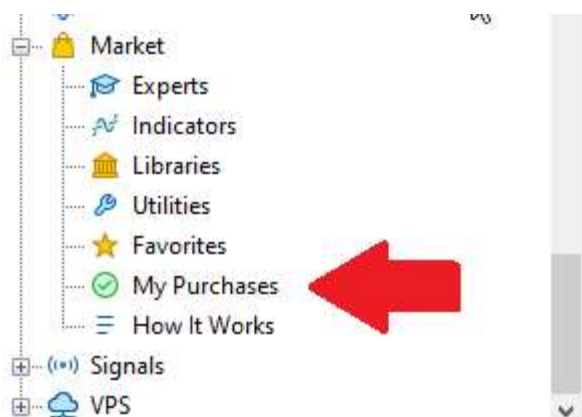 Market
Experts
Indicators
Libraries
Utilities
Favorites
My Purchases
How It Works
Signals
VPS